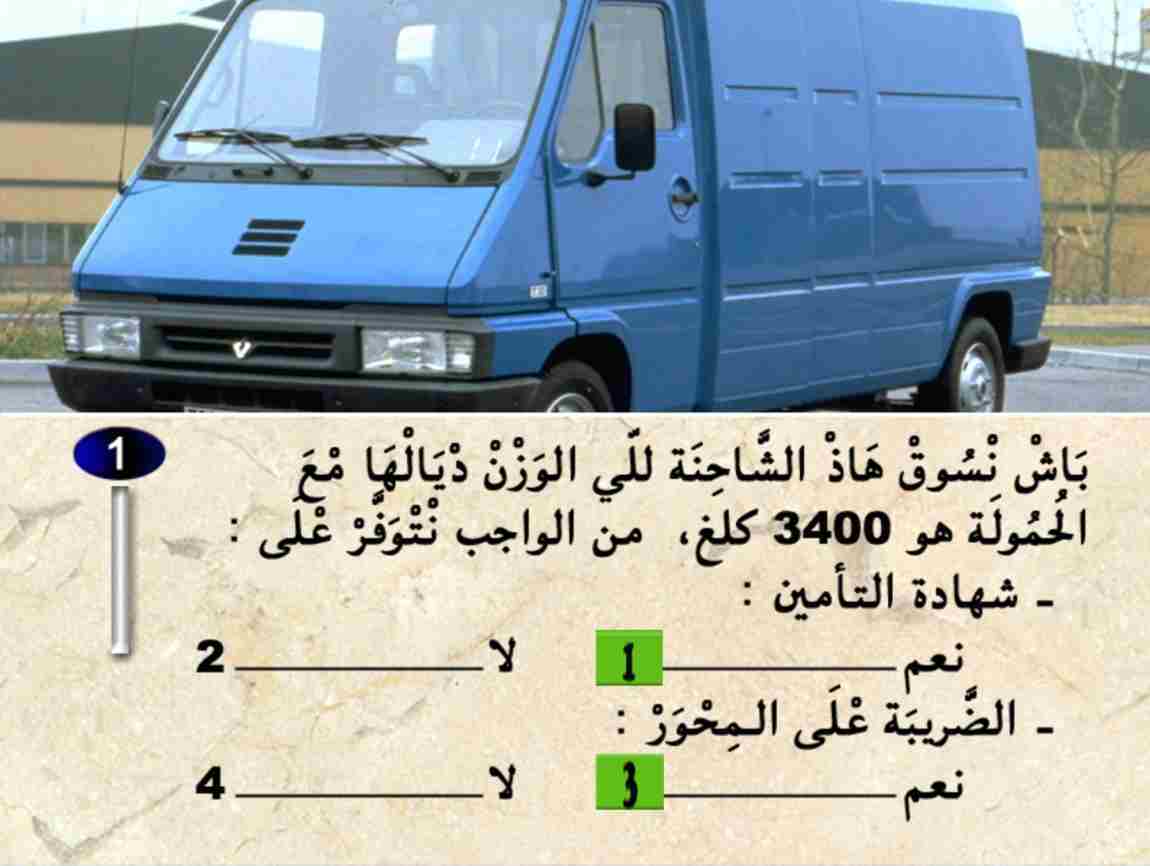 1
بَاشْ نْسُوقْ هَاذْ الشَّاحِنَة للّي الوَزْنْ دْيَالْهَا مْعَ
الحُمُولَة هو 3400 كلغ، من الواجب نْتْوَفَّرْ عْلَى :
- شهادة التأمين :
نعم 1 لا 2
- الضَّريبَة عْلَى المِحْوَرْ :
نعم 3 لا 4